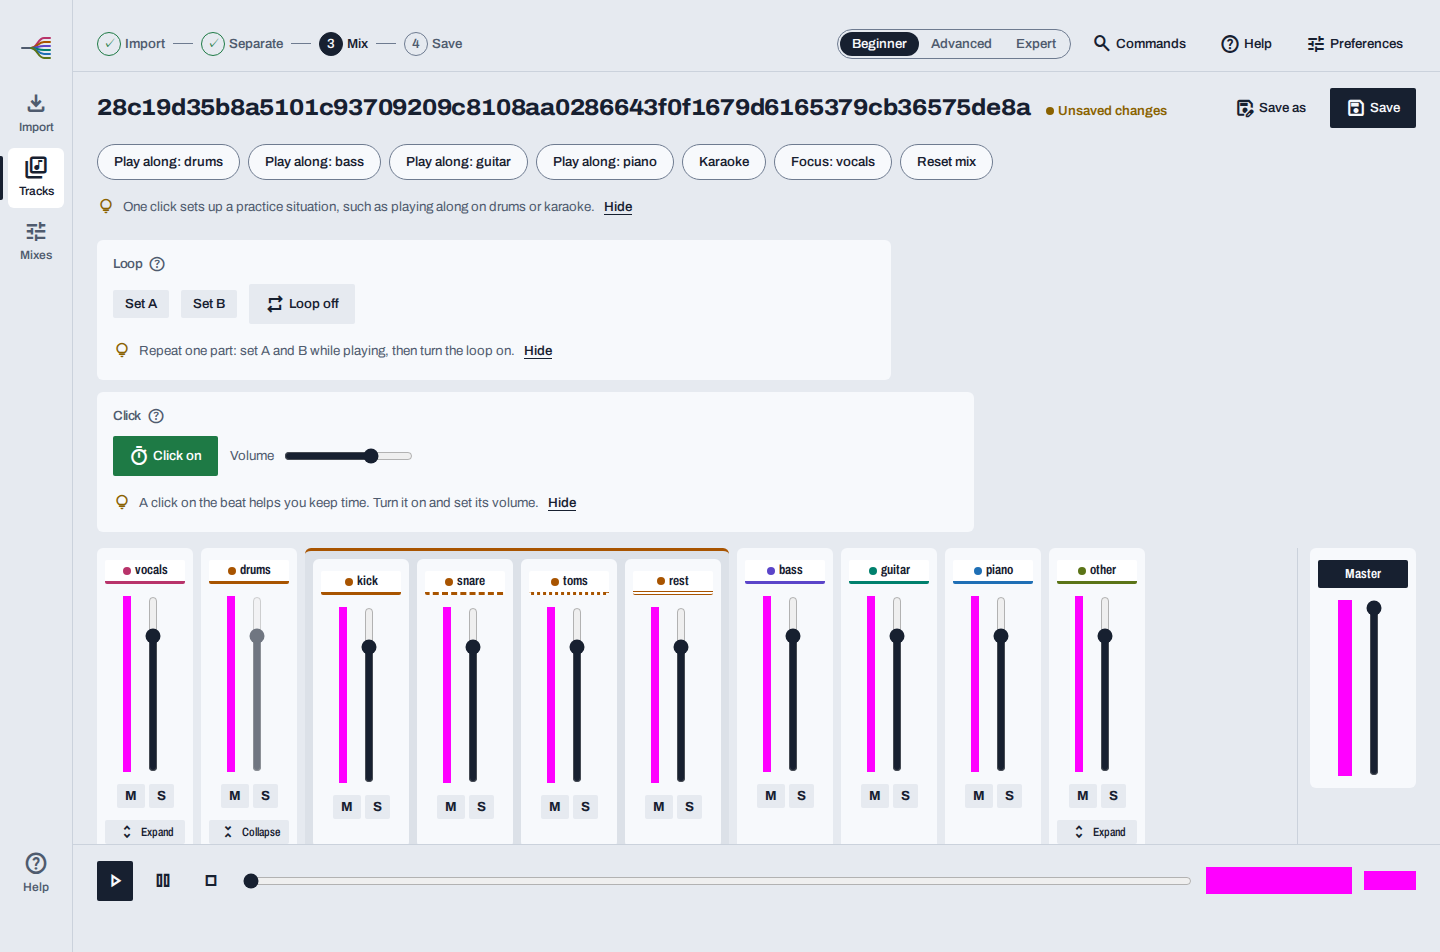 Import
Separate
3 Mix
4 Save
Beginner
Advanced
Expert
Commands
Help
Preferences
Import
Tracks
Mixes
Help
28c19d35b8a5101c93709209c8108aa0286643f0f1679d6165379cb36575de8a
Unsaved changes
Save as
Save
Play along: drums
Play along: bass
Play along: guitar
Play along: piano
Karaoke
Focus: vocals
Reset mix
One click sets up a practice situation, such as playing along on drums or karaoke. Hide
Loop
Set A
Set B
Loop off
Repeat one part: set A and B while playing, then turn the loop on. Hide
Click
Click on
Volume
A click on the beat helps you keep time. Turn it on and set its volume. Hide
vocals
drums
kick
snare
toms
rest
bass
guitar
piano
other
Master
M S
M S
M S
M S
M S
M S
M S
M S
M S
M S
Expand
Collapse
Expand